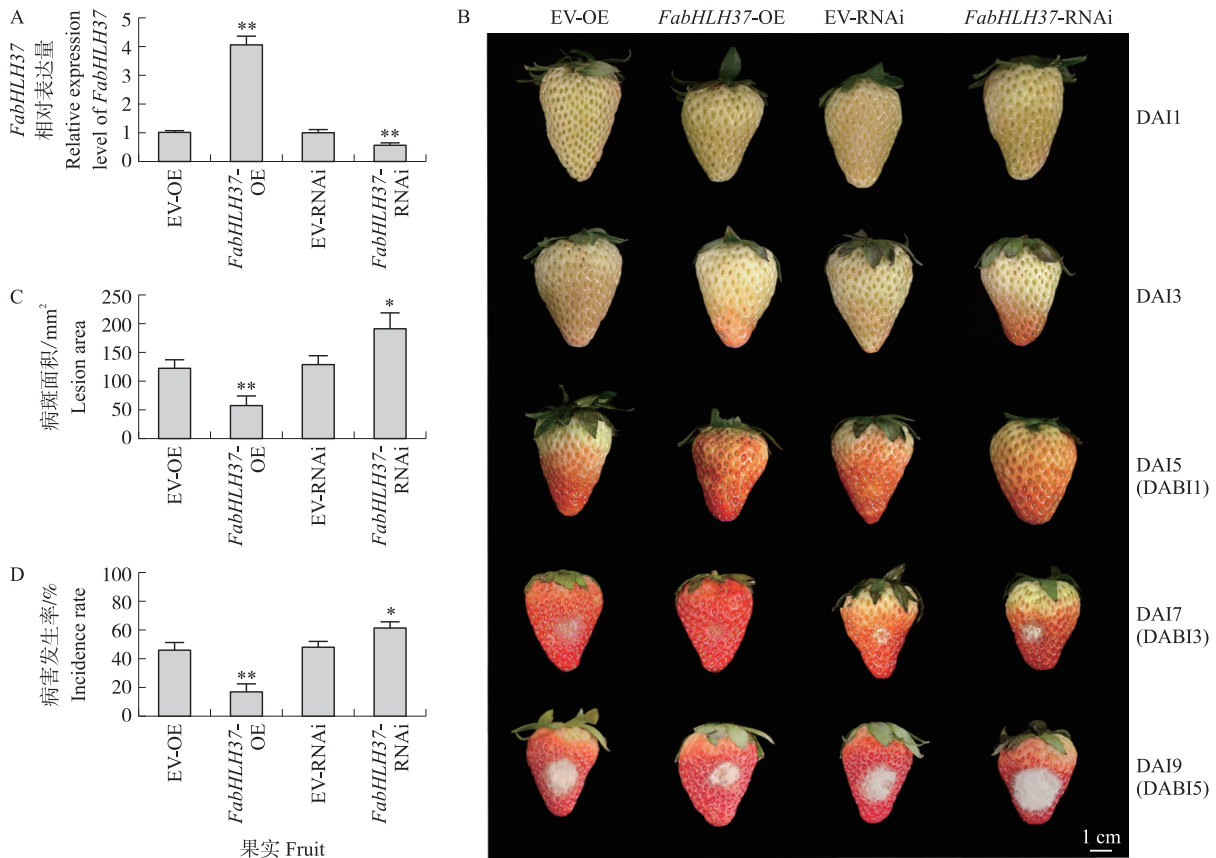 A
FabHLH37
相对表达量
Relative expression
level of FabHLH37
5
4
3
2
1
0
**
**
EV-OE
FabHLH37-
OE
EV-RNAi
FabHLH37-
RNAi
C
病斑面积/mm²
Lesion area
250
200
150
100
50
0
**
*
EV-OE
FabHLH37-
OE
EV-RNAi
FabHLH37-
RNAi
D
病害发生率/%
Incidence rate
100
80
60
40
20
0
**
*
EV-OE
FabHLH37-
OE
EV-RNAi
FabHLH37-
RNAi
果实 Fruit
B
EV-OE FabHLH37-OE EV-RNAi FabHLH37-RNAi
DAI1
DAI3
DAI5
(DABI1)
DAI7
(DABI3)
DAI9
(DABI5)
1 cm